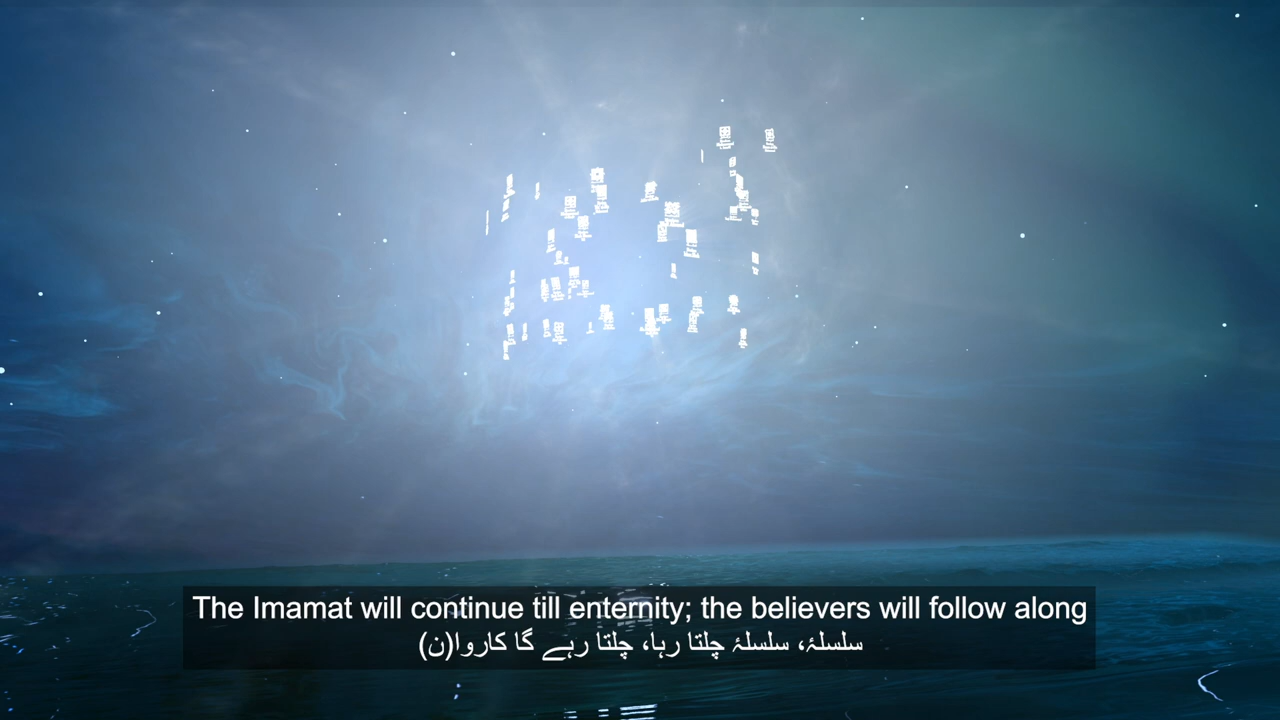 The Imamat will continue till enternity; the believers will follow along
سلسلۂ، سلسلۂ چلتا رہا، چلتا رہے گا کاروا(ن)